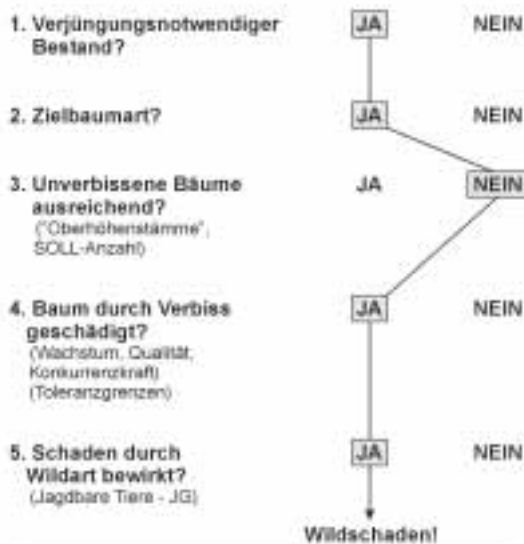 1. Verjüngungsnotwendiger JA NEIN
Bestand?
2. Zielbaumart? JA NEIN
3. Unverbissene Bäume JA NEIN
ausreichend?
("Oberhöhenstämme",
SOLL-Anzahl)
4. Baum durch Verbiss JA NEIN
geschädigt?
(Wachstum, Qualität,
Konkurrenzkraft)
(Toleranzgrenzen)
5. Schaden durch JA NEIN
Wildart bewirkt?
(Jagdbare Tiere - JG)
Wildschaden!